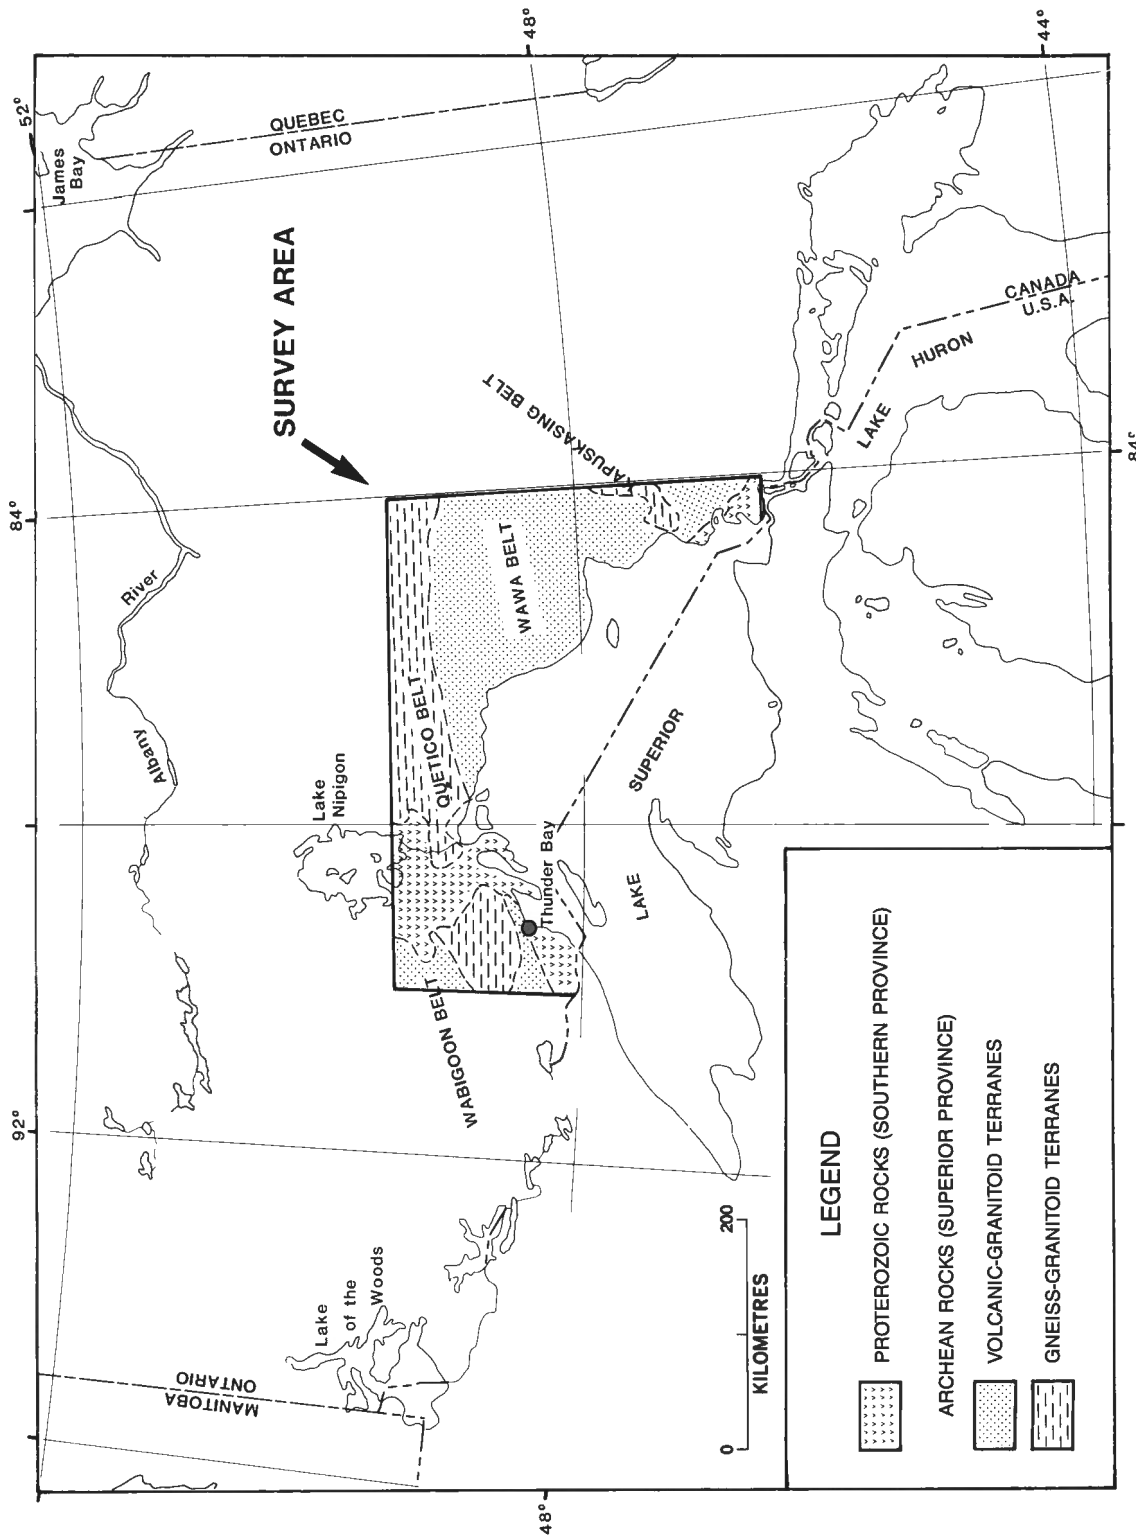 52°
James
Bay
QUEBEC
ONTARIO
48°
44°
SURVEY AREA
CANADA
U.S.A.
HURON
LAKE
KAPUSKASING BELT
84°
84°
River
Albany
WAWA BELT
QUETICO BELT
Lake
Nipigon
SUPERIOR
LAKE
Thunder Bay
WABIGOON BELT
92°
Lake
of the
Woods
MANITOBA
ONTARIO
48°
0
200
KILOMETRES
LEGEND
PROTEROZOIC ROCKS (SOUTHERN PROVINCE)
ARCHEAN ROCKS (SUPERIOR PROVINCE)
VOLCANIC-GRANITOID TERRANES
GNEISS-GRANITOID TERRANES